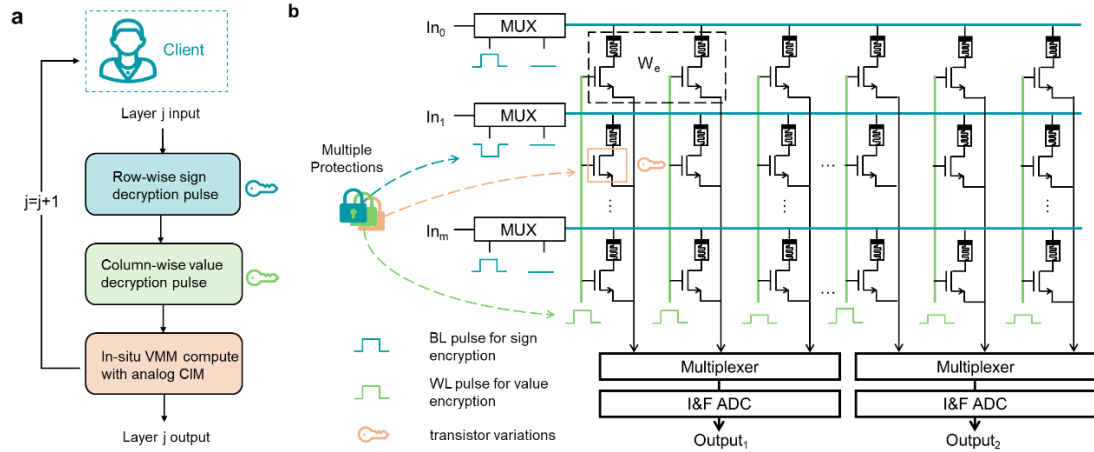 a
Client
Layer j input
Row-wise sign
decryption pulse
j=j+1
Column-wise value
decryption pulse
In-situ VMM compute
with analog CIM
Layer j output
b
In0
MUX
We
In1
MUX
Multiple
Protections
...
⋮
⋮
⋮
Inm
MUX
...
BL pulse for sign
encryption
WL pulse for value
encryption
transistor variations
Multiplexer
Multiplexer
I&F ADC
I&F ADC
Output1
Output2